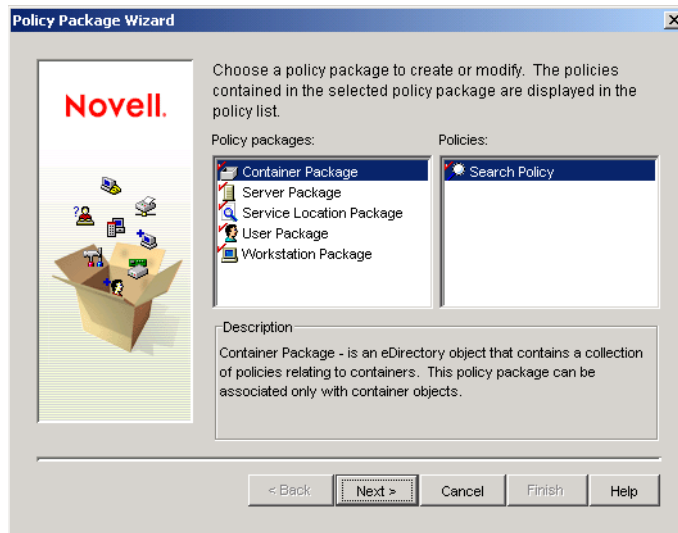 Policy Package Wizard
Novell.
Choose a policy package to create or modify. The policies
contained in the selected policy package are displayed in the
policy list.
Policy packages:
Policies:
Container Package
Server Package
Service Location Package
User Package
Workstation Package
Search Policy
Description
Container Package - is an eDirectory object that contains a collection
of policies relating to containers. This policy package can be
associated only with container objects.
< Back
Next >
Cancel
Finish
Help